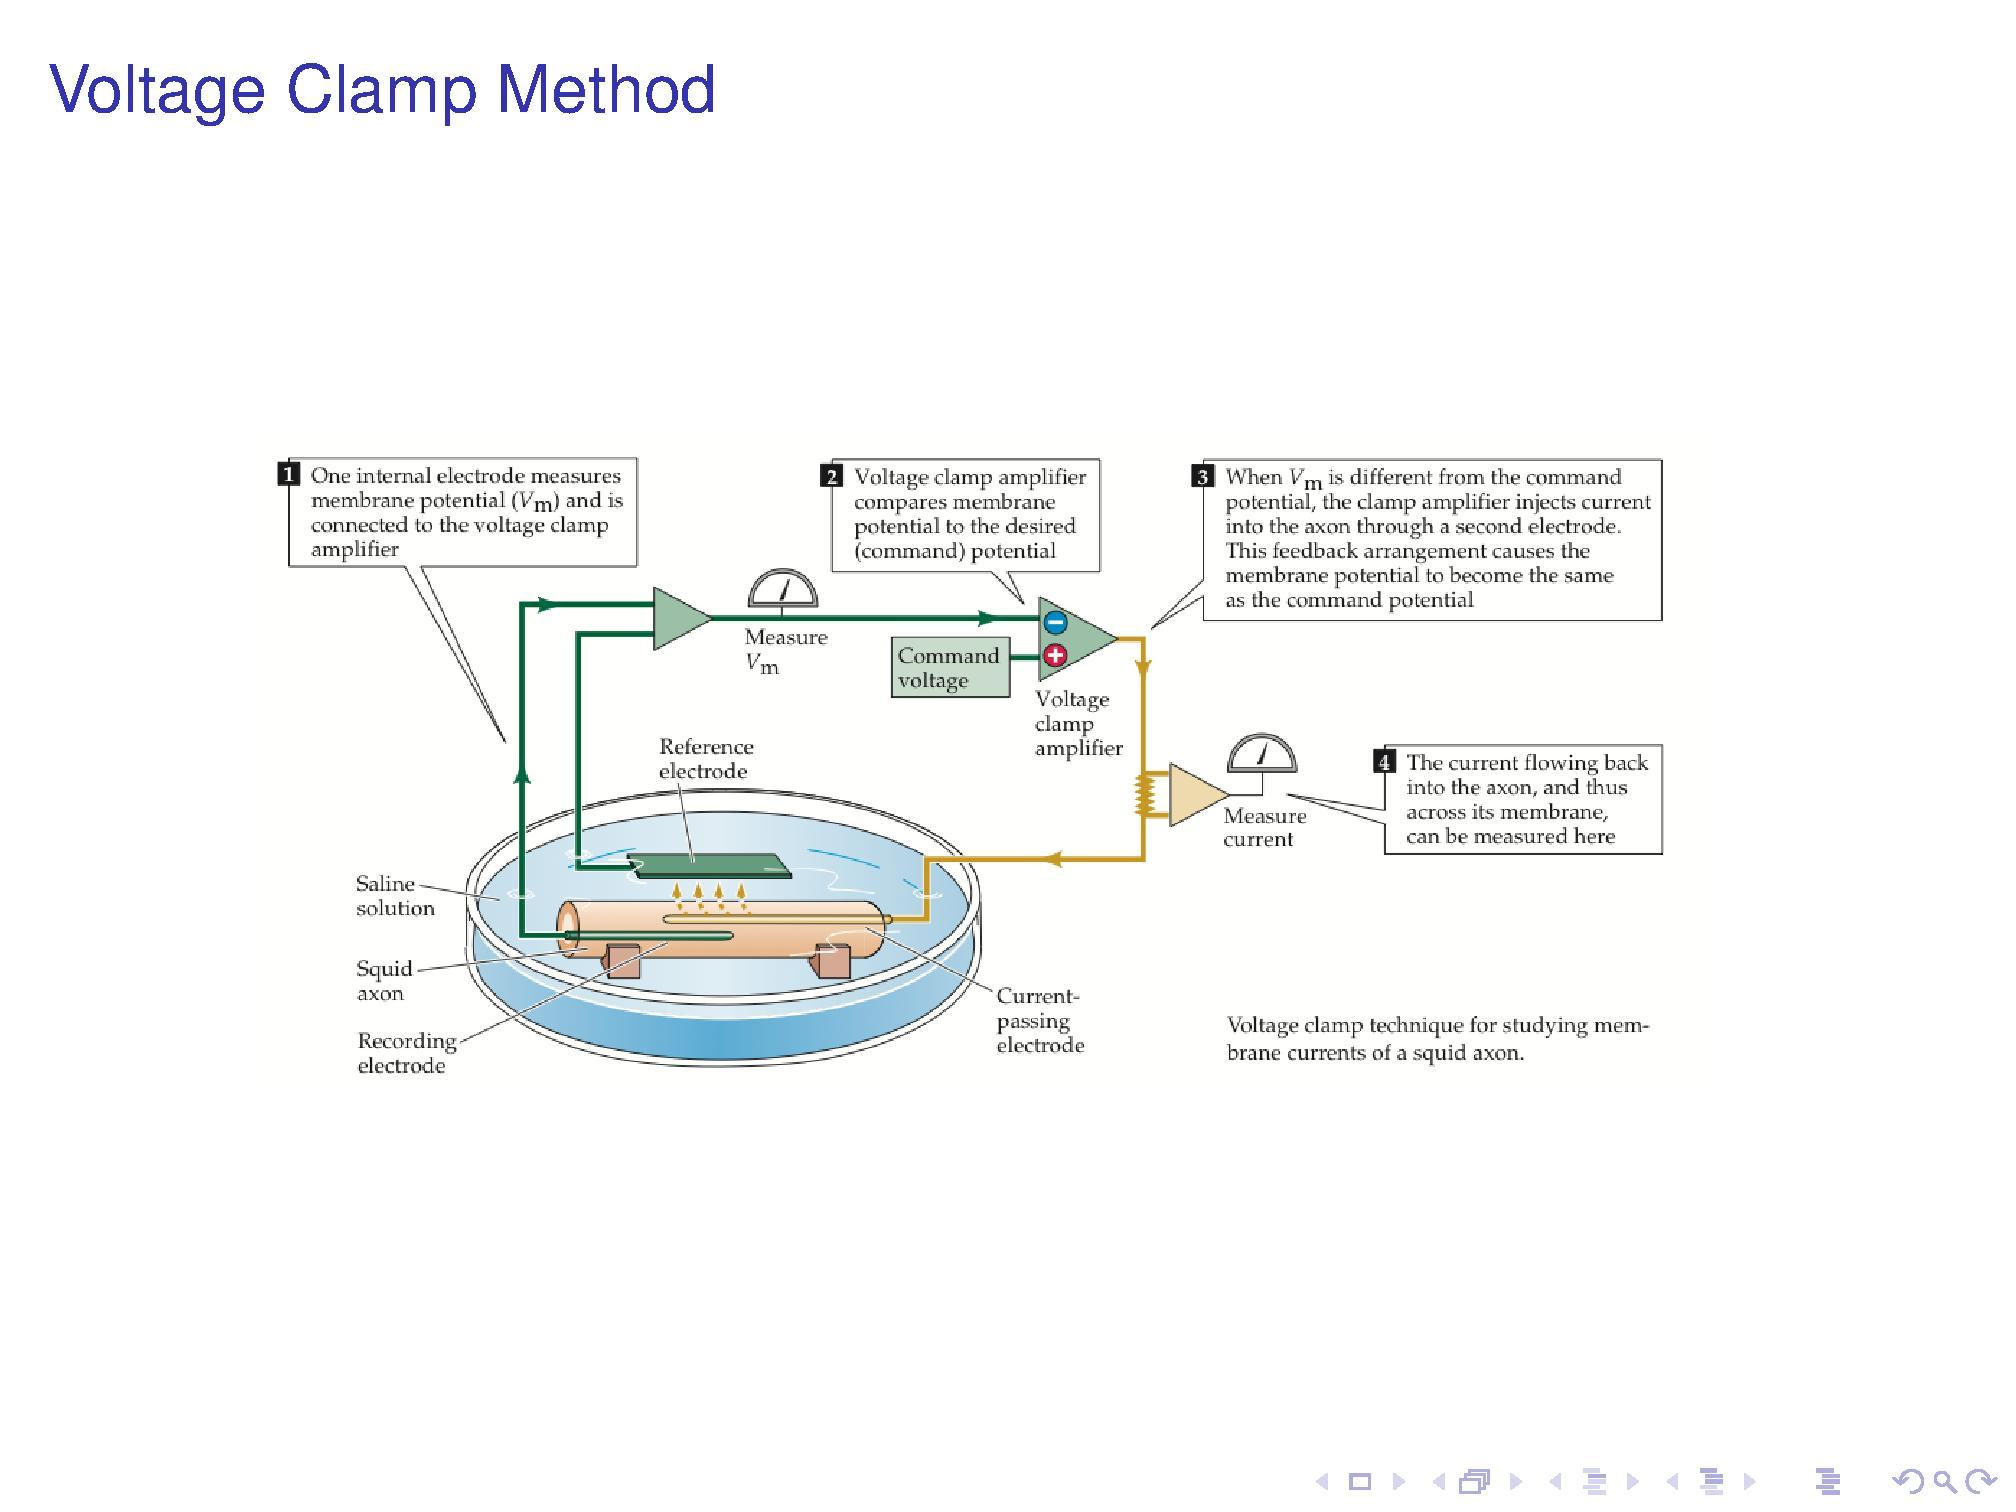 Voltage Clamp Method
1 One internal electrode measures
membrane potential (Vm) and is
connected to the voltage clamp
amplifier
2 Voltage clamp amplifier
compares membrane
potential to the desired
(command) potential
3 When Vm is different from the command
potential, the clamp amplifier injects current
into the axon through a second electrode.
This feedback arrangement causes the
membrane potential to become the same
as the command potential
Measure
Vm
Command
voltage
Voltage
clamp
amplifier
Reference
electrode
Measure
current
4 The current flowing back
into the axon, and thus
across its membrane,
can be measured here
Saline
solution
Squid
axon
Recording
electrode
Current-
passing
electrode
Voltage clamp technique for studying mem-
brane currents of a squid axon.